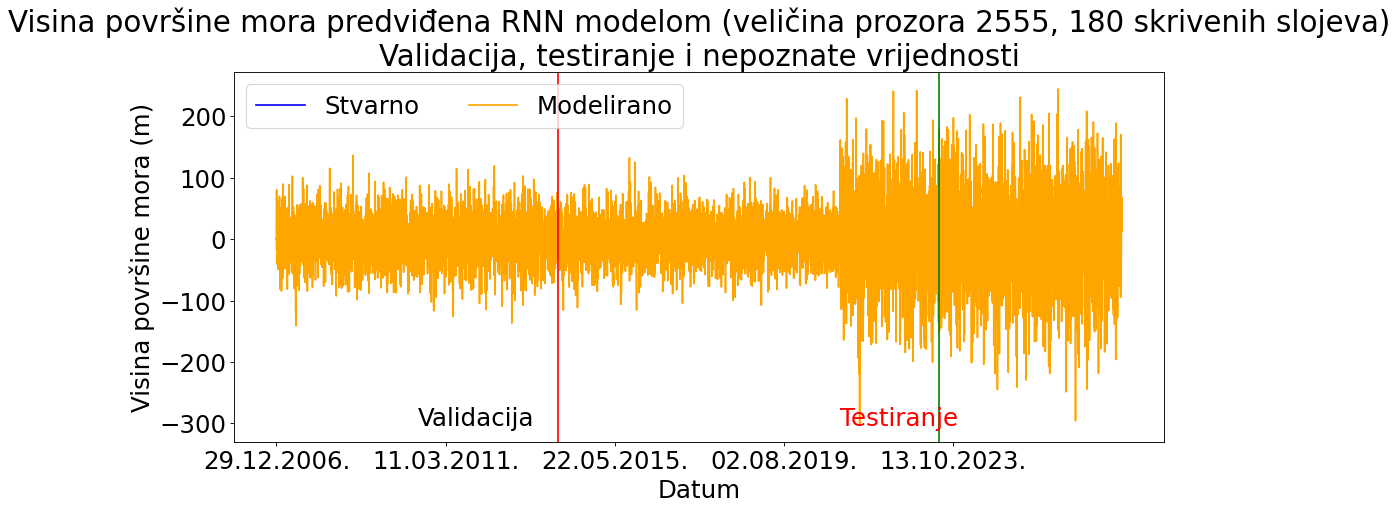 Visina površine mora predviđena RNN modelom (veličina prozora 2555, 180 skrivenih slojeva)
Validacija, testiranje i nepoznate vrijednosti
Stvarno Modelirano
Visina površine mora (m)
200
100
0
−100
−200
−300
Validacija Testiranje
29.12.2006. 11.03.2011. 22.05.2015. 02.08.2019. 13.10.2023.
Datum